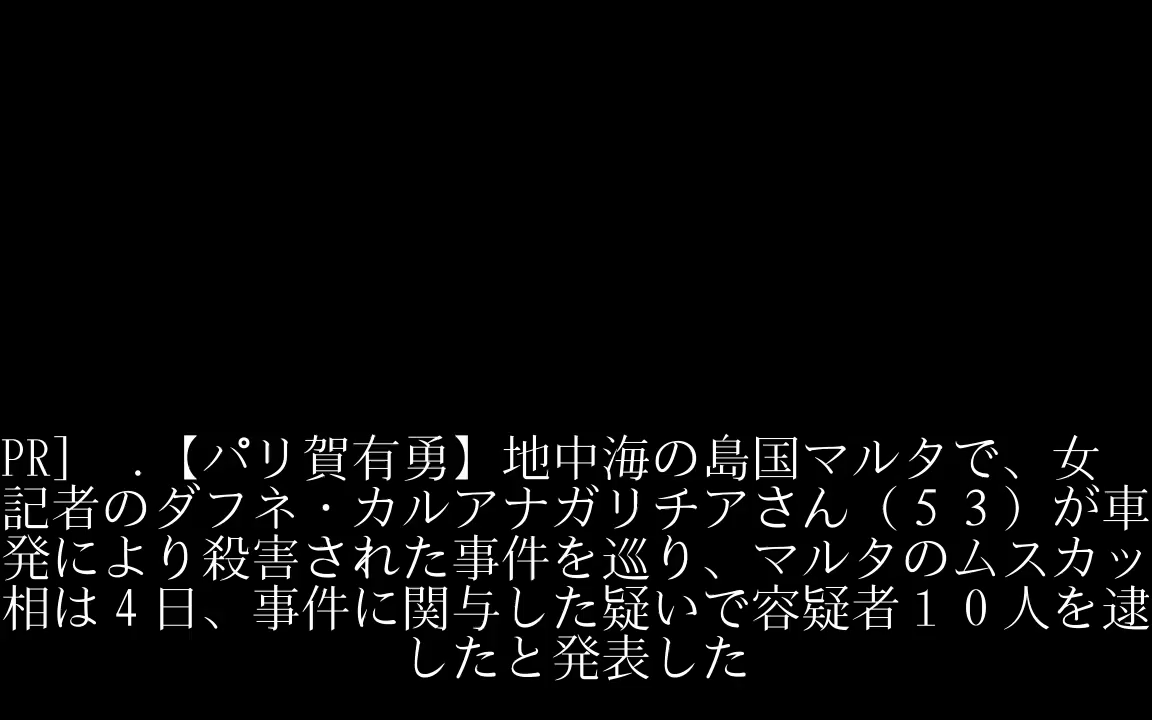 PR] .【パリ賀有勇】地中海の島国マルタで、女
記者のダフネ・カルアナガリチアさん（５３）が車
発により殺害された事件を巡り、マルタのムスカッ
相は４日、事件に関与した疑いで容疑者１０人を逮
したと発表した